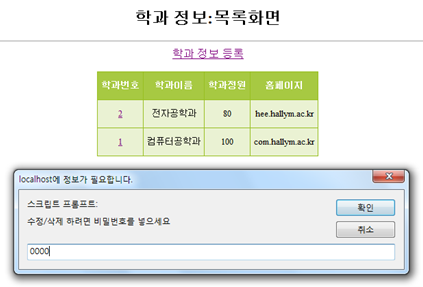 학과 정보:목록화면
학과 정보 등록
학과번호 학과이름 학과정원 홈페이지
2 전자공학과 80 hee.hallym.ac.kr
1 컴퓨터공학과 100 com.hallym.ac.kr
localhost에 정보가 필요합니다.
스크립트 프롬프트:
확인
수정/삭제 하려면 비밀번호를 넣으세요
취소
0000